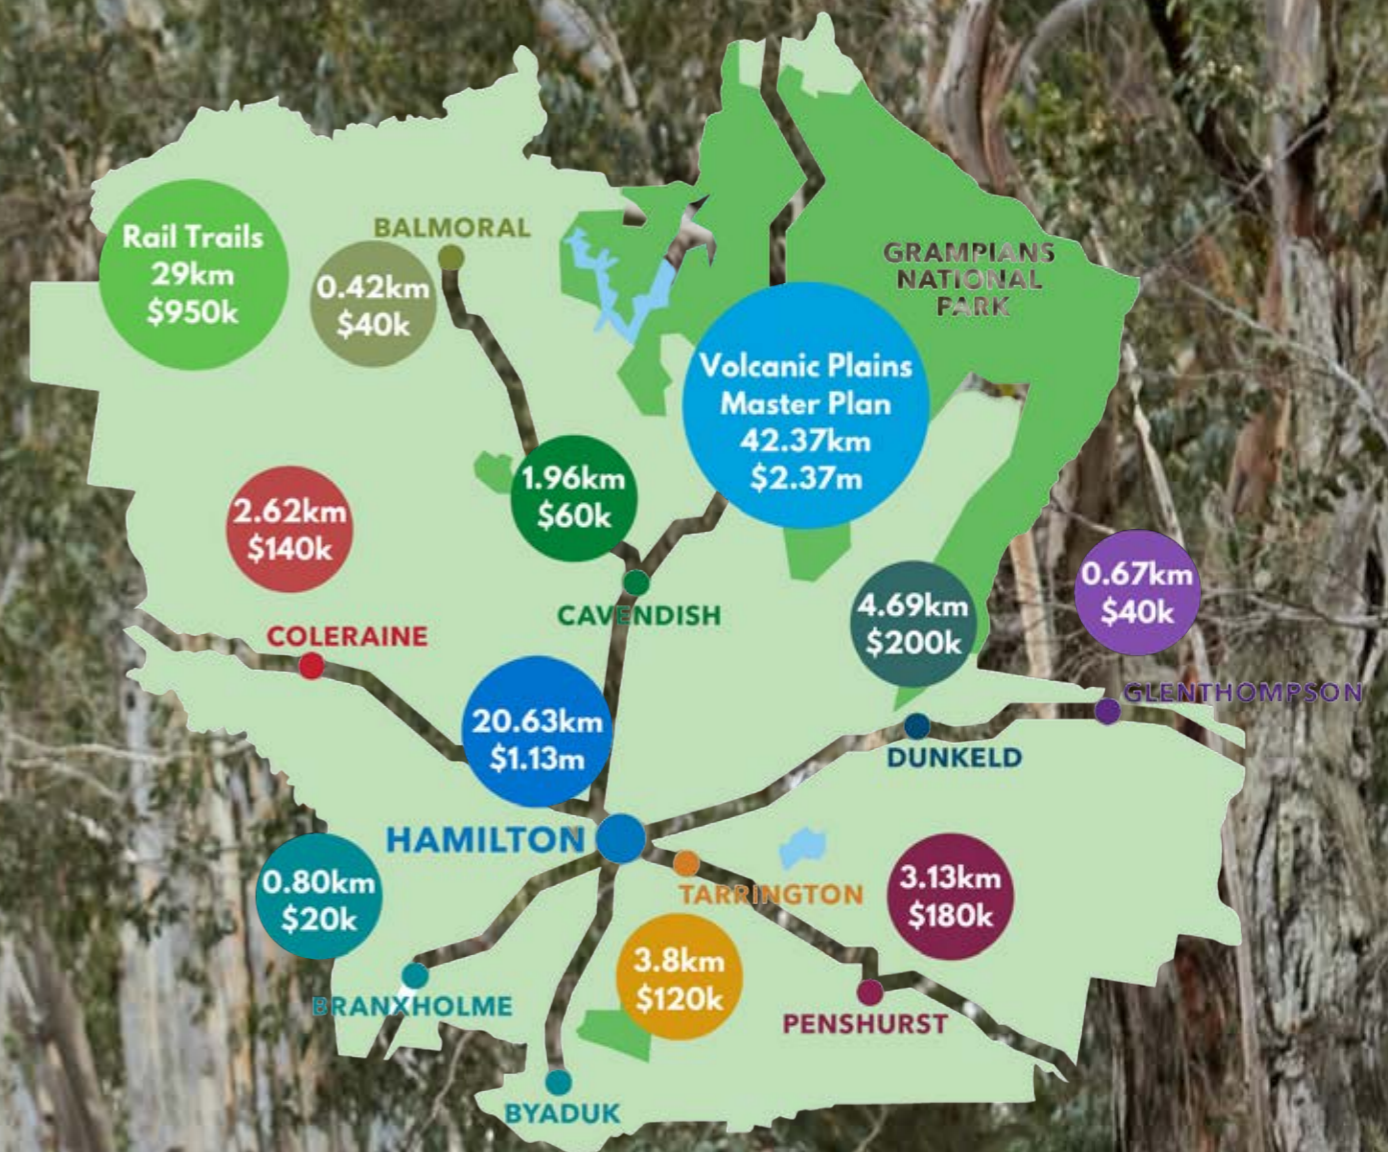 BALMORAL
Rail Trails
29km
$950k
0.42km
$40k
GRAMPIANS
NATIONAL
PARK
Volcanic Plains
Master Plan
42.37km
$2.37m
1.96km
$60k
2.62km
$140k
0.67km
$40k
4.69km
$200k
CAVENDISH
COLERAINE
GLENTHOMPSON
20.63km
$1.13m
DUNKELD
HAMILTON
0.80km
$20k
TARRINGTON
3.13km
$180k
3.8km
$120k
BRANXHOLME
PENSHURST
BYADUK